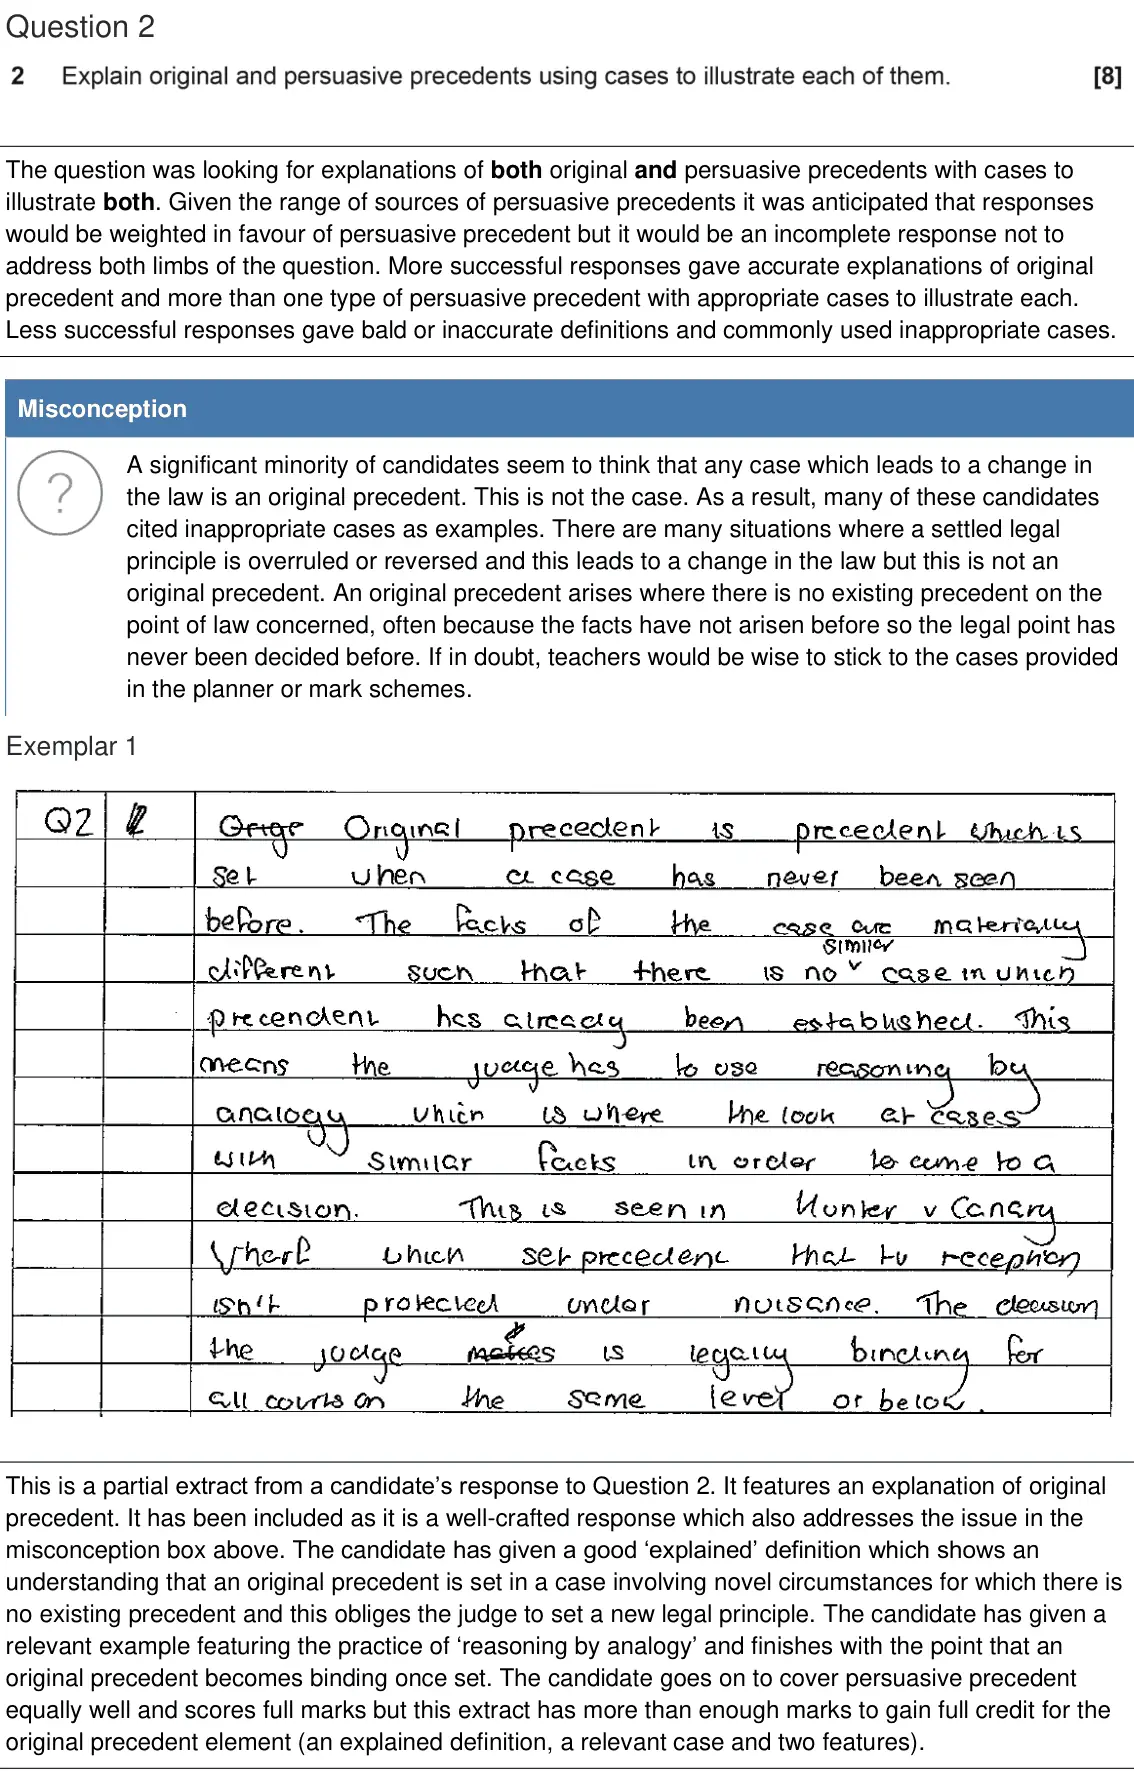 Question 2
2 Explain original and persuasive precedents using cases to illustrate each of them. [8]
The question was looking for explanations of both original and persuasive precedents with cases to
illustrate both. Given the range of sources of persuasive precedents it was anticipated that responses
would be weighted in favour of persuasive precedent but it would be an incomplete response not to
address both limbs of the question. More successful responses gave accurate explanations of original
precedent and more than one type of persuasive precedent with appropriate cases to illustrate each.
Less successful responses gave bald or inaccurate definitions and commonly used inappropriate cases.
Misconception
?
A significant minority of candidates seem to think that any case which leads to a change in
the law is an original precedent. This is not the case. As a result, many of these candidates
cited inappropriate cases as examples. There are many situations where a settled legal
principle is overruled or reversed and this leads to a change in the law but this is not an
original precedent. An original precedent arises where there is no existing precedent on the
point of law concerned, often because the facts have not arisen before so the legal point has
never been decided before. If in doubt, teachers would be wise to stick to the cases provided
in the planner or mark schemes.
Exemplar 1
Q2 Orige Original precedent is precedent which is
set when a case has never been seen
before. The facts of the case are materially
different such that there is no similar case in which
precendent has already been established. This
means the judge has to use reasoning by
analogy which is where the look at cases
with similar facts in order to come to a
decision. This is seen in Hunter v Canary
Wharf which set precedent that tv reception
isn't protected under nuisance. The decision
the judge makes is legally binding for
all courts on the same level or below.
This is a partial extract from a candidate's response to Question 2. It features an explanation of original
precedent. It has been included as it is a well-crafted response which also addresses the issue in the
misconception box above. The candidate has given a good 'explained' definition which shows an
understanding that an original precedent is set in a case involving novel circumstances for which there is
no existing precedent and this obliges the judge to set a new legal principle. The candidate has given a
relevant example featuring the practice of 'reasoning by analogy' and finishes with the point that an
original precedent becomes binding once set. The candidate goes on to cover persuasive precedent
equally well and scores full marks but this extract has more than enough marks to gain full credit for the
original precedent element (an explained definition, a relevant case and two features).